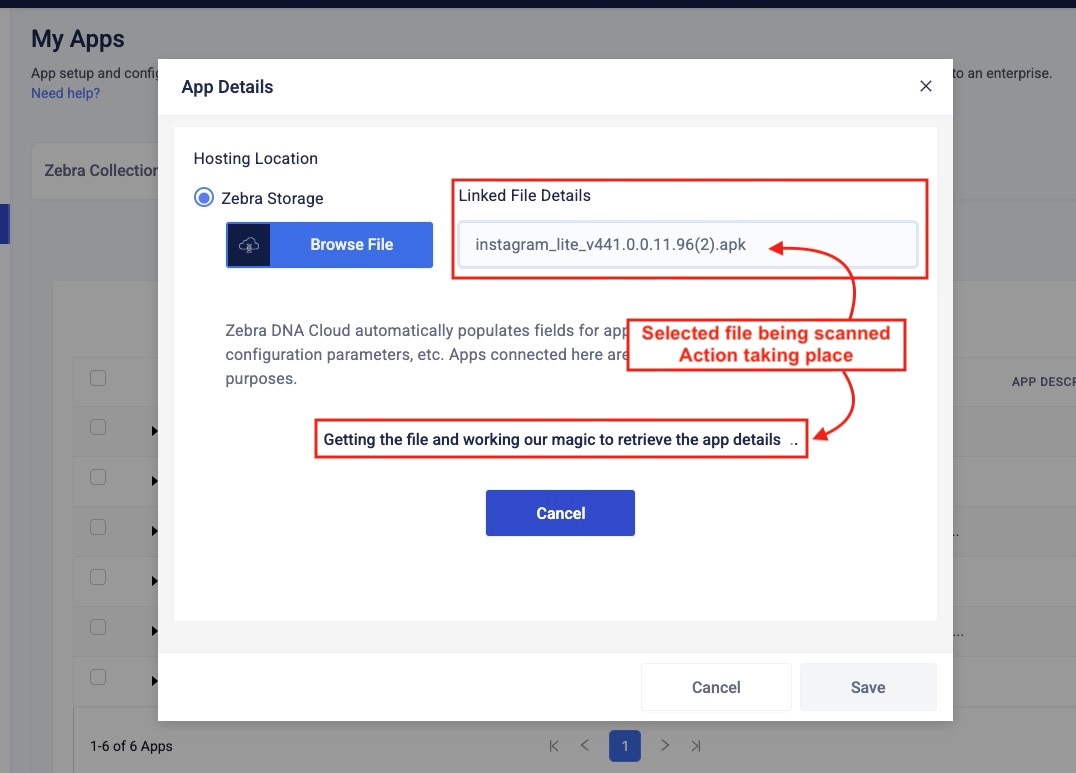 My Apps
App setup and config
to an enterprise.
Need help?
App Details
Zebra Collection
Hosting Location
Zebra Storage
Linked File Details
Browse File
instagram_lite_v441.0.0.11.96(2).apk
Zebra DNA Cloud automatically populates fields for app
configuration parameters, etc. Apps connected here are
purposes.
Selected file being scanned
Action taking place
APP DESCR
Getting the file and working our magic to retrieve the app details ..
Cancel
...
...
Cancel
Save
1-6 of 6 Apps
1